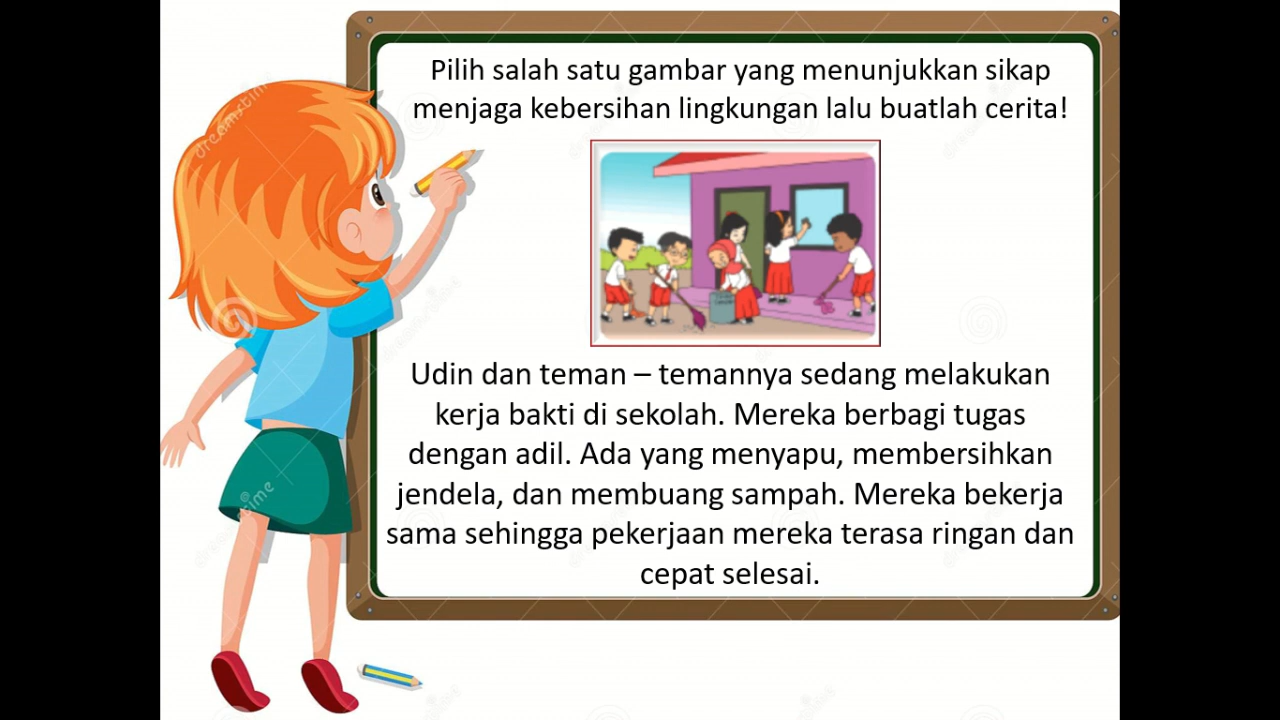 Pilih salah satu gambar yang menunjukkan sikap
menjaga kebersihan lingkungan lalu buatlah cerita!
Udin dan teman – temannya sedang melakukan
kerja bakti di sekolah. Mereka berbagi tugas
dengan adil. Ada yang menyapu, membersihkan
jendela, dan membuang sampah. Mereka bekerja
sama sehingga pekerjaan mereka terasa ringan dan
cepat selesai.